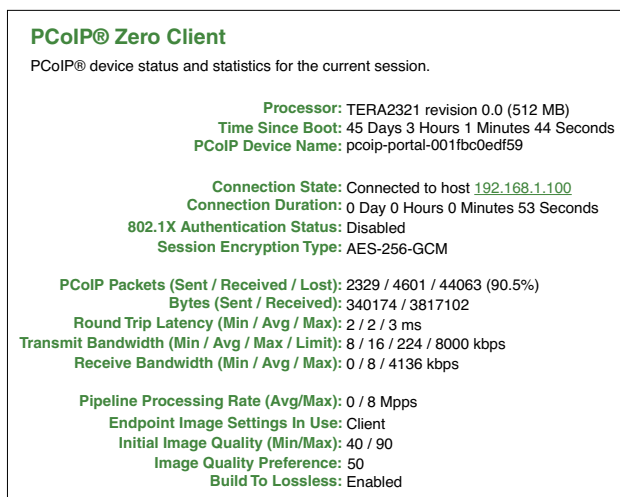 PCoIP® Zero Client
PCoIP® device status and statistics for the current session.
Processor: TERA2321 revision 0.0 (512 MB)
Time Since Boot: 45 Days 3 Hours 1 Minutes 44 Seconds
PCoIP Device Name: pcoip-portal-001fbc0edf59
Connection State: Connected to host 192.168.1.100
Connection Duration: 0 Day 0 Hours 0 Minutes 53 Seconds
802.1X Authentication Status: Disabled
Session Encryption Type: AES-256-GCM
PCoIP Packets (Sent / Received / Lost): 2329 / 4601 / 44063 (90.5%)
Bytes (Sent / Received): 340174 / 3817102
Round Trip Latency (Min / Avg / Max): 2 / 2 / 3 ms
Transmit Bandwidth (Min / Avg / Max / Limit): 8 / 16 / 224 / 8000 kbps
Receive Bandwidth (Min / Avg / Max): 0 / 8 / 4136 kbps
Pipeline Processing Rate (Avg/Max): 0 / 8 Mpps
Endpoint Image Settings In Use: Client
Initial Image Quality (Min/Max): 40 / 90
Image Quality Preference: 50
Build To Lossless: Enabled